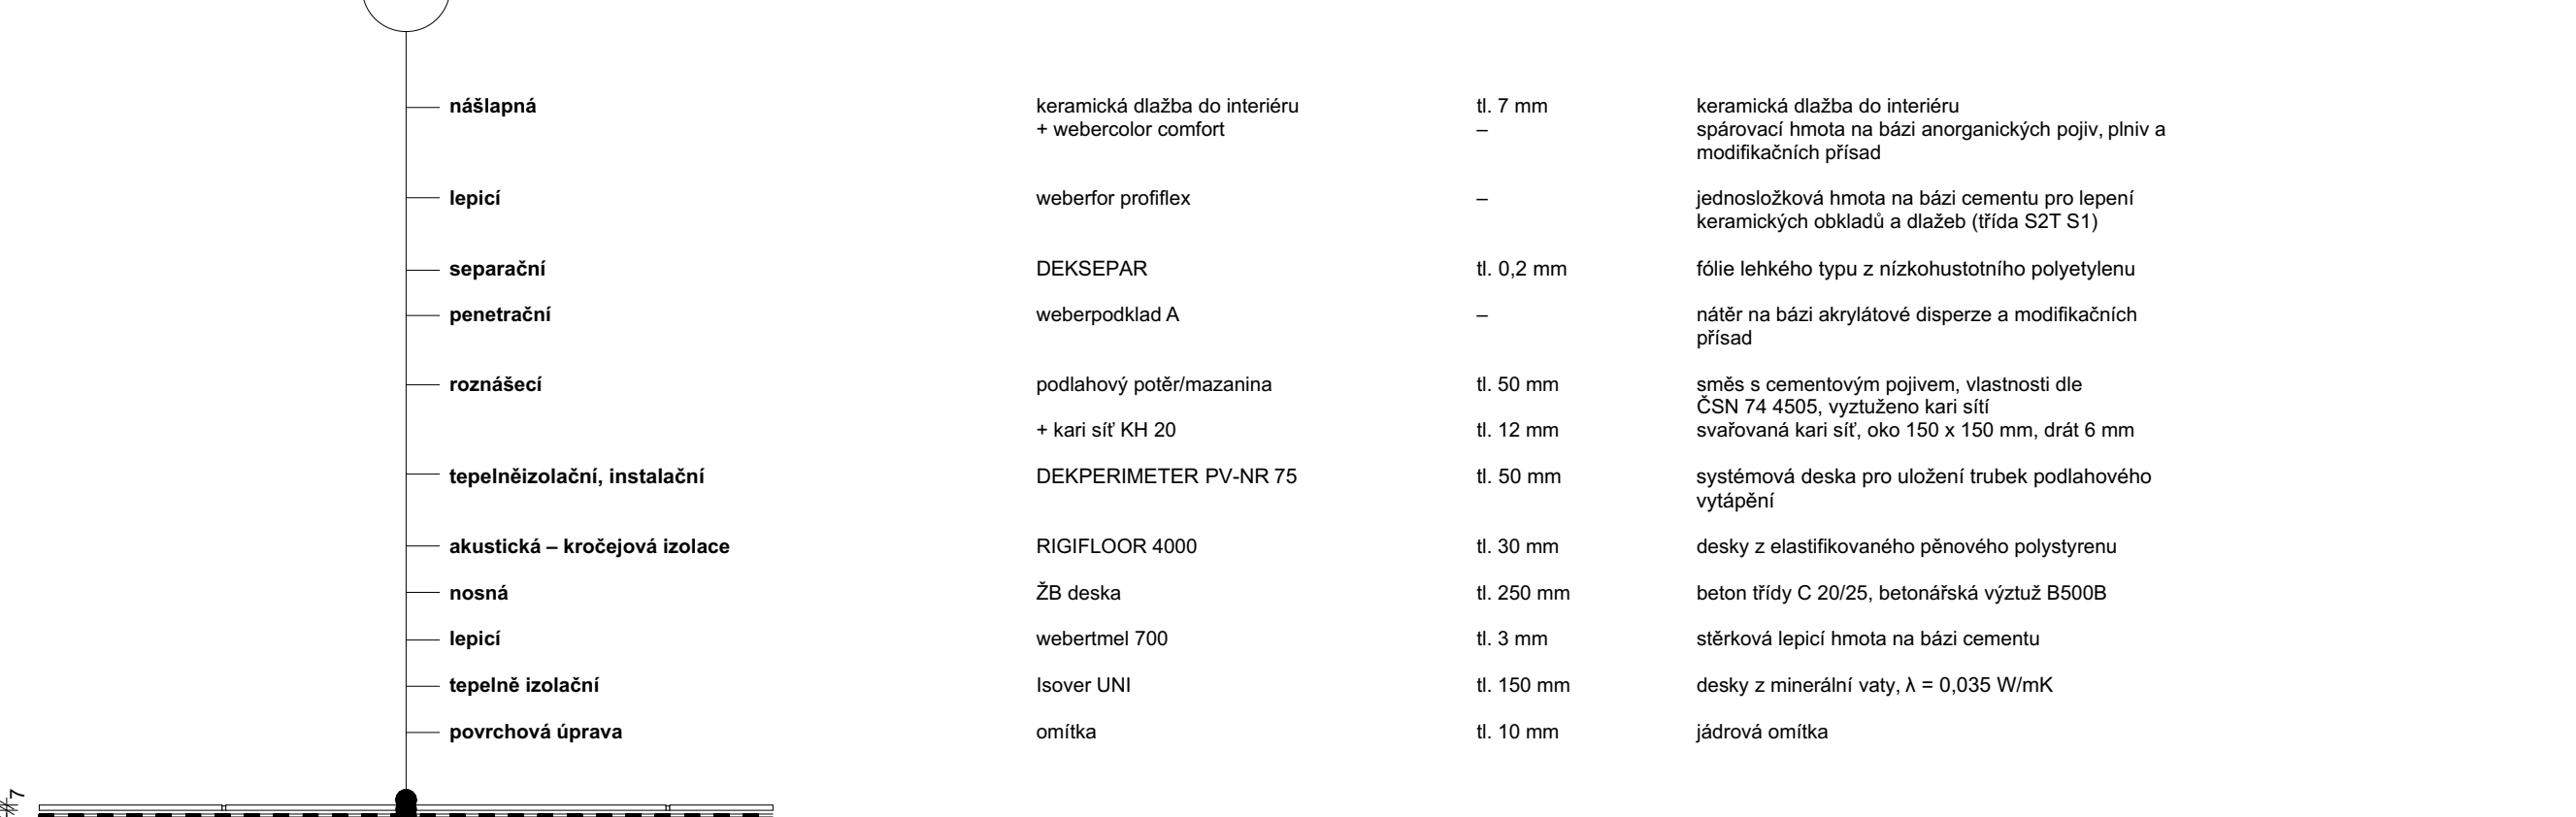 nášlapná keramická dlažba do interiéru tl. 7 mm keramická dlažba do interiéru
+ webercolor comfort – spárovací hmota na bázi anorganických pojiv, plniv a
modifikačních přísad
lepicí weberfor profiflex – jednosložková hmota na bázi cementu pro lepení
keramických obkladů a dlažeb (třída S2T S1)
separační DEKSEPAR tl. 0,2 mm fólie lehkého typu z nízkohustotního polyetylenu
penetrační weberpodklad A – nátěr na bázi akrylátové disperze a modifikačních
přísad
roznášecí podlahový potěr/mazanina tl. 50 mm směs s cementovým pojivem, vlastnosti dle
ČSN 74 4505, vyztuženo kari sítí
+ kari síť KH 20 tl. 12 mm svařovaná kari síť, oko 150 x 150 mm, drát 6 mm
tepelněizolační, instalační DEKPERIMETER PV-NR 75 tl. 50 mm systémová deska pro uložení trubek podlahového
vytápění
akustická – kročejová izolace RIGIFLOOR 4000 tl. 30 mm desky z elastifikovaného pěnového polystyrenu
nosná ŽB deska tl. 250 mm beton třídy C 20/25, betonářská výztuž B500B
lepicí webertmel 700 tl. 3 mm stěrková lepicí hmota na bázi cementu
tepelně izolační Isover UNI tl. 150 mm desky z minerální vaty, λ = 0,035 W/mK
povrchová úprava omítka tl. 10 mm jádrová omítka
7